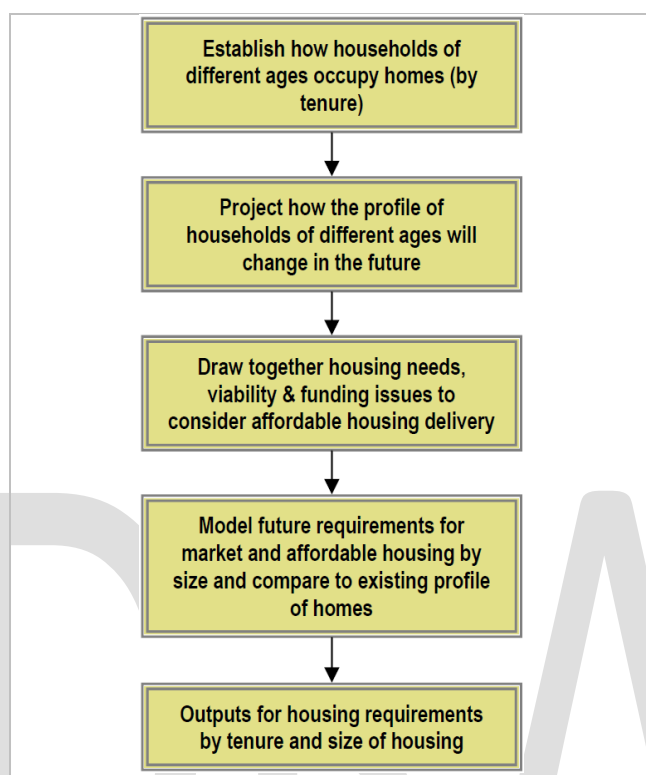 Establish how households of
different ages occupy homes (by
tenure)
Project how the profile of
households of different ages will
change in the future
Draw together housing needs,
viability & funding issues to
consider affordable housing delivery
Model future requirements for
market and affordable housing by
size and compare to existing profile
of homes
Outputs for housing requirements
by tenure and size of housing